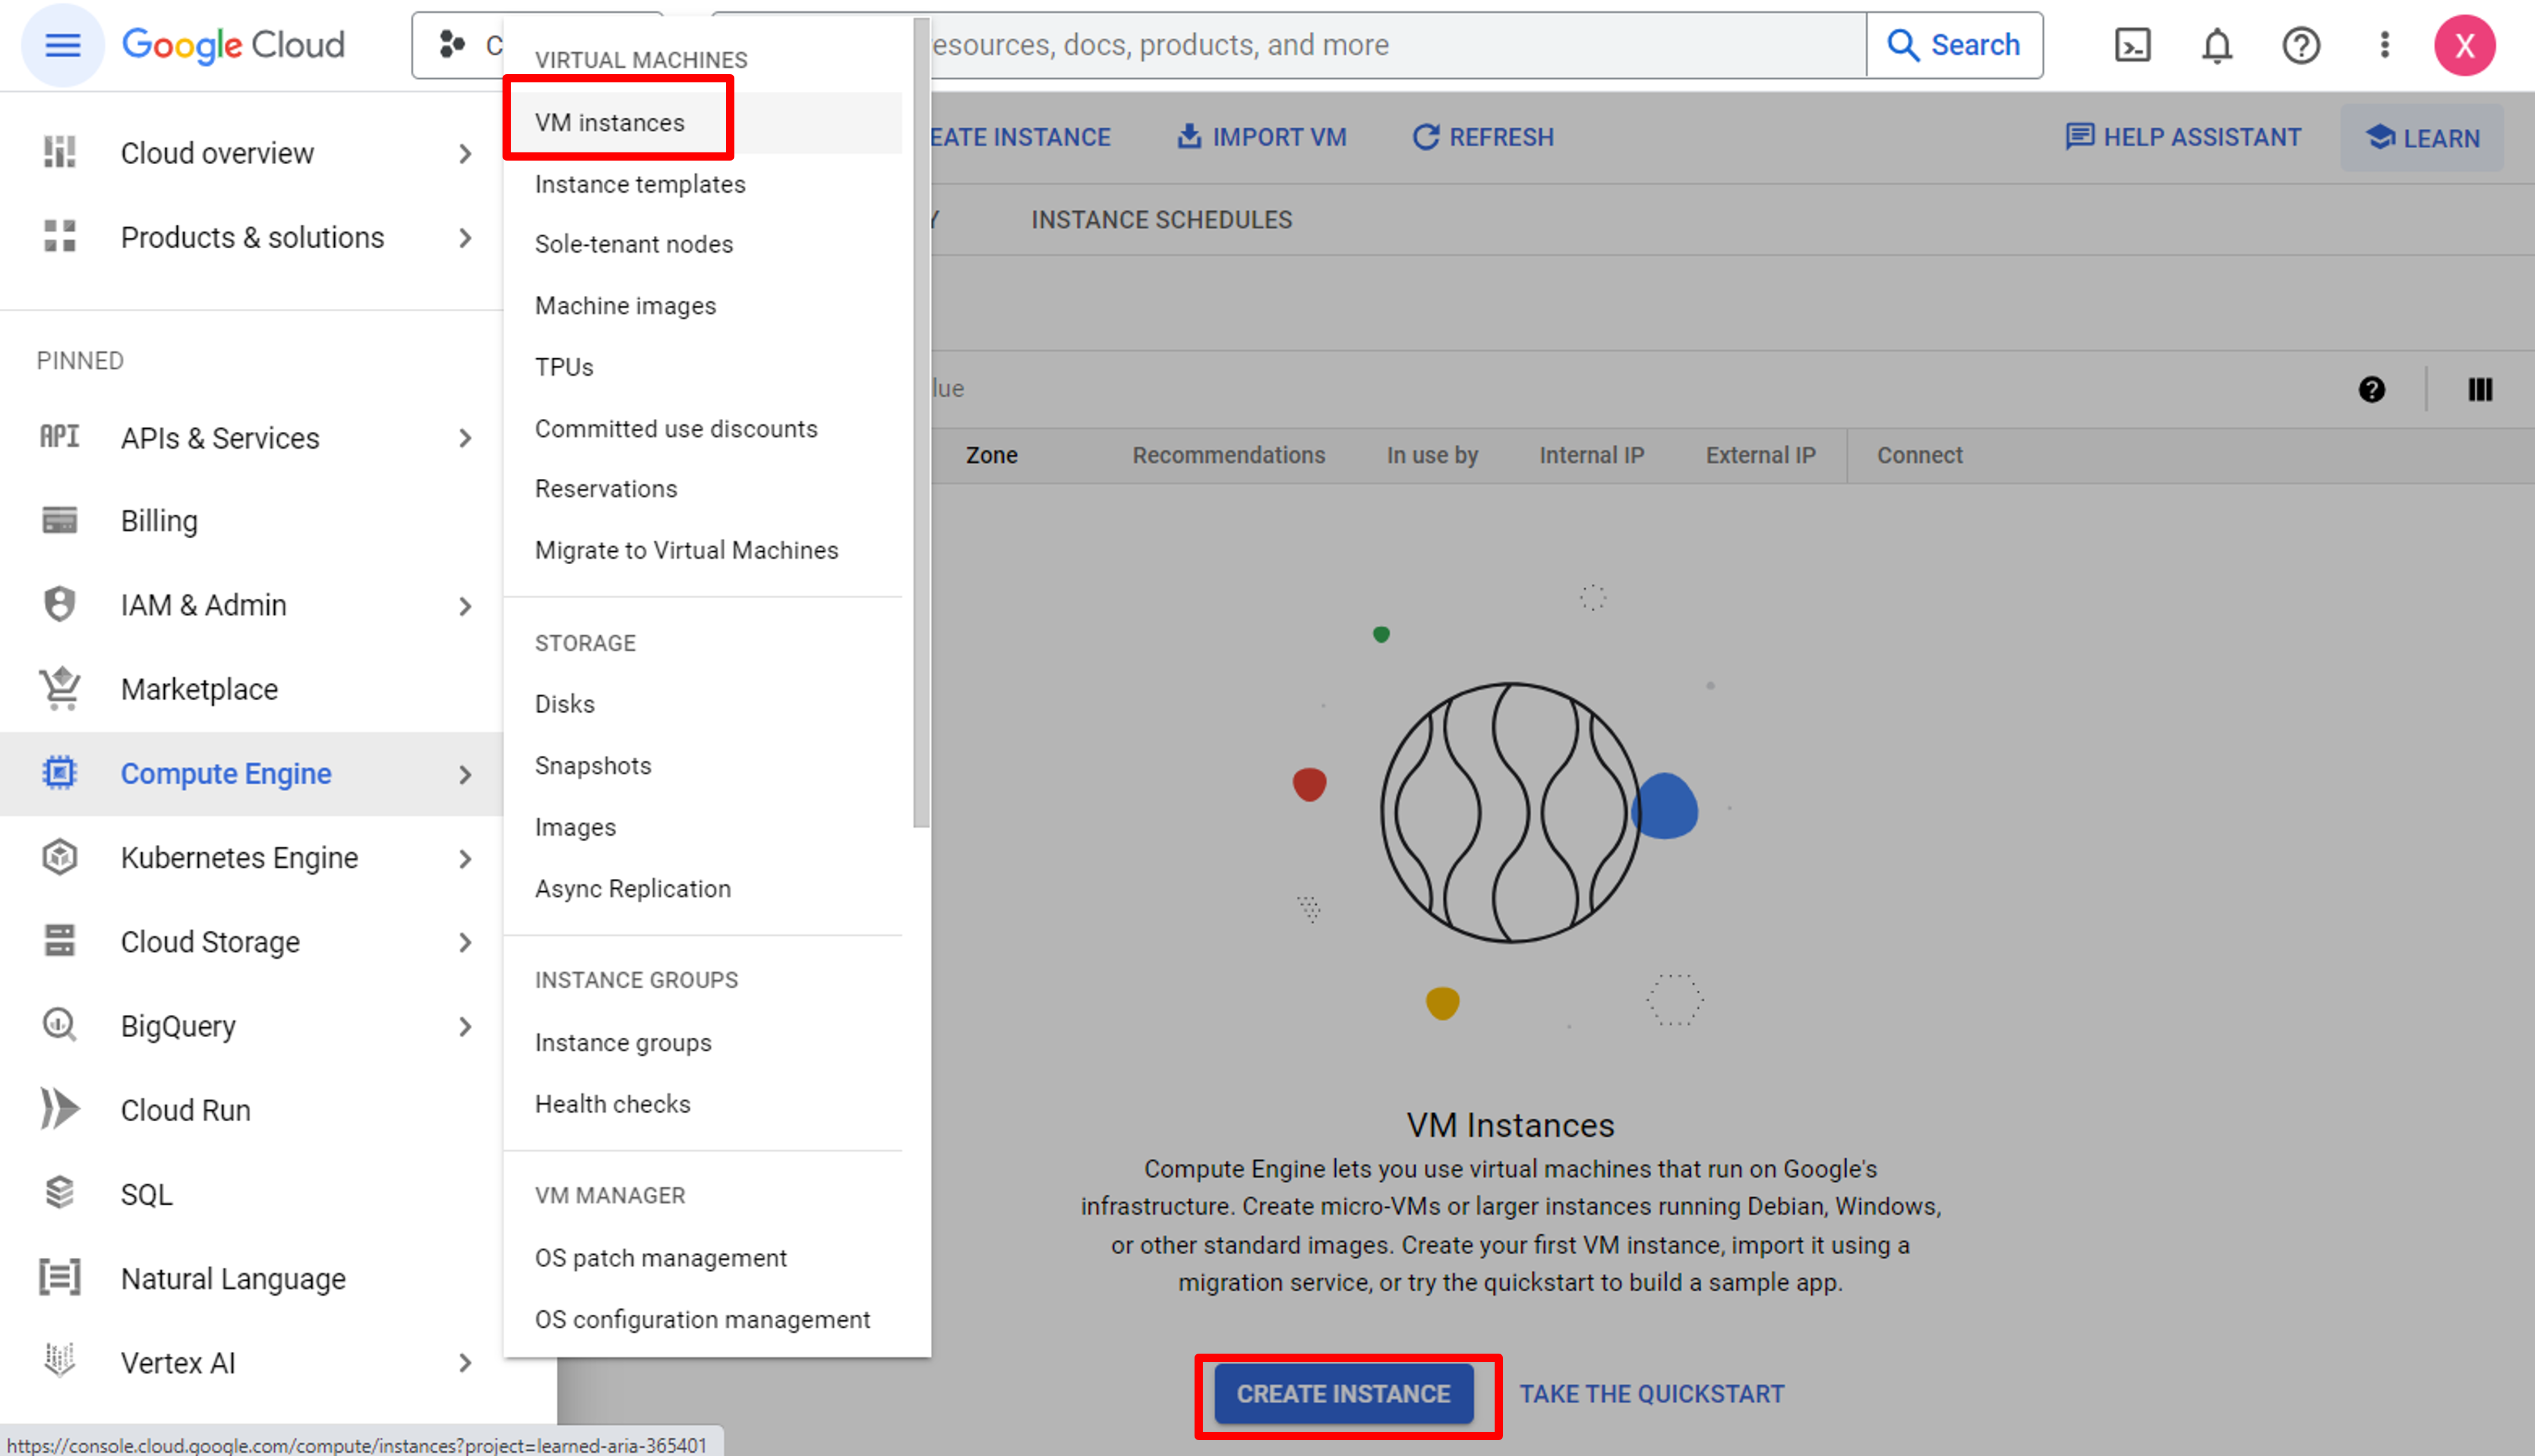 Google Cloud
C
esources, docs, products, and more
Search
X
Cloud overview
Products & solutions
PINNED
API APIs & Services
Billing
IAM & Admin
Marketplace
Compute Engine
Kubernetes Engine
Cloud Storage
BigQuery
Cloud Run
SQL
Natural Language
Vertex AI
VIRTUAL MACHINES
VM instances
Instance templates
Sole-tenant nodes
Machine images
TPUs
Committed use discounts
Reservations
Migrate to Virtual Machines
STORAGE
Disks
Snapshots
Images
Async Replication
INSTANCE GROUPS
Instance groups
Health checks
VM MANAGER
OS patch management
OS configuration management
EATE INSTANCE
IMPORT VM
REFRESH
HELP ASSISTANT
LEARN
Y
INSTANCE SCHEDULES
lue
Zone
Recommendations
In use by
Internal IP
External IP
Connect
VM Instances
Compute Engine lets you use virtual machines that run on Google's
infrastructure. Create micro-VMs or larger instances running Debian, Windows,
or other standard images. Create your first VM instance, import it using a
migration service, or try the quickstart to build a sample app.
CREATE INSTANCE
TAKE THE QUICKSTART
https://console.cloud.google.com/compute/instances?project=learned-aria-365401